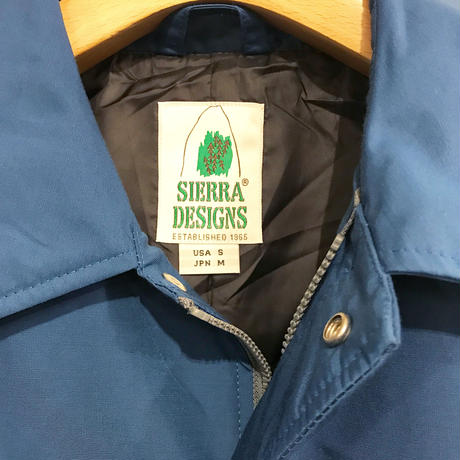 SIERRA®
DESIGNS
ESTABLISHED 1965
USA S
JPN M